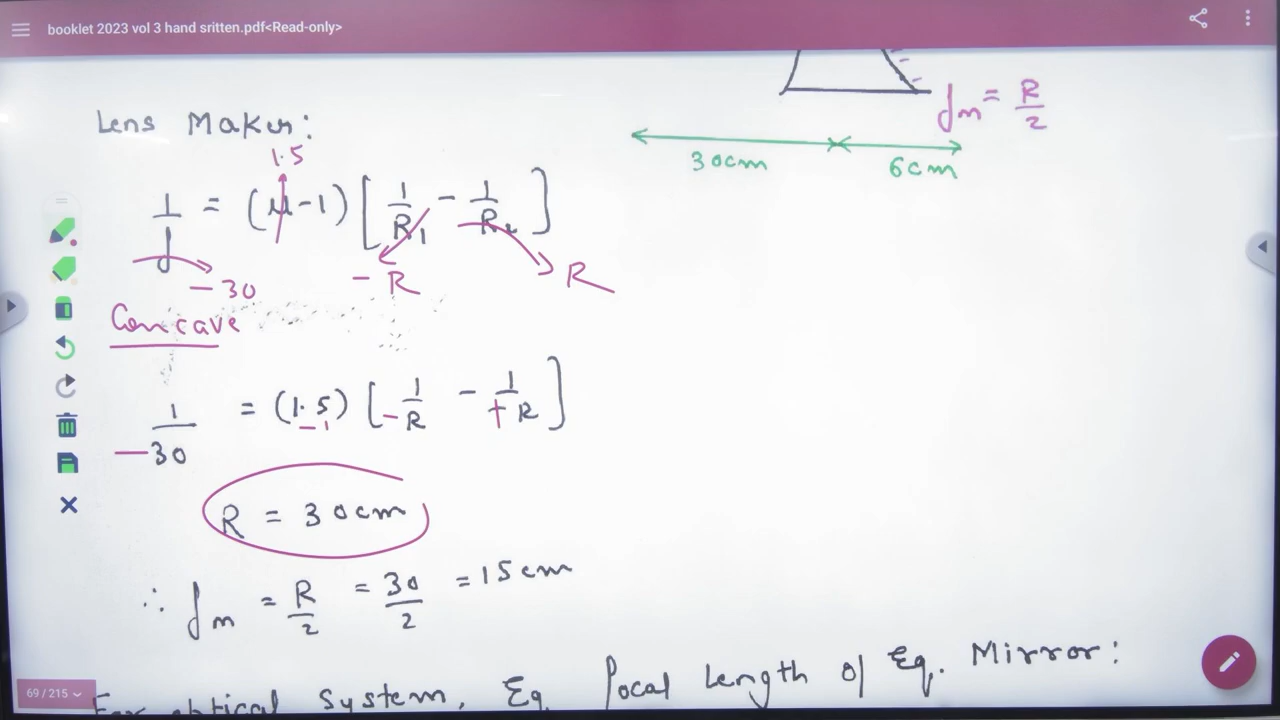 booklet 2023 vol 3 hand sritten.pdf<Read-only>
fm = R/2
30cm 6cm
Lens Maker:
1.5
1/f = (μ-1) [1/R1 - 1/R2]
-30 -R R
Concave
1/-30 = (1.5-1) [-1/R - 1/+R]
R = 30cm
∴ fm = R/2 = 30/2 = 15cm
For optical System, Eq. focal Length of Eq. Mirror:
69 / 215